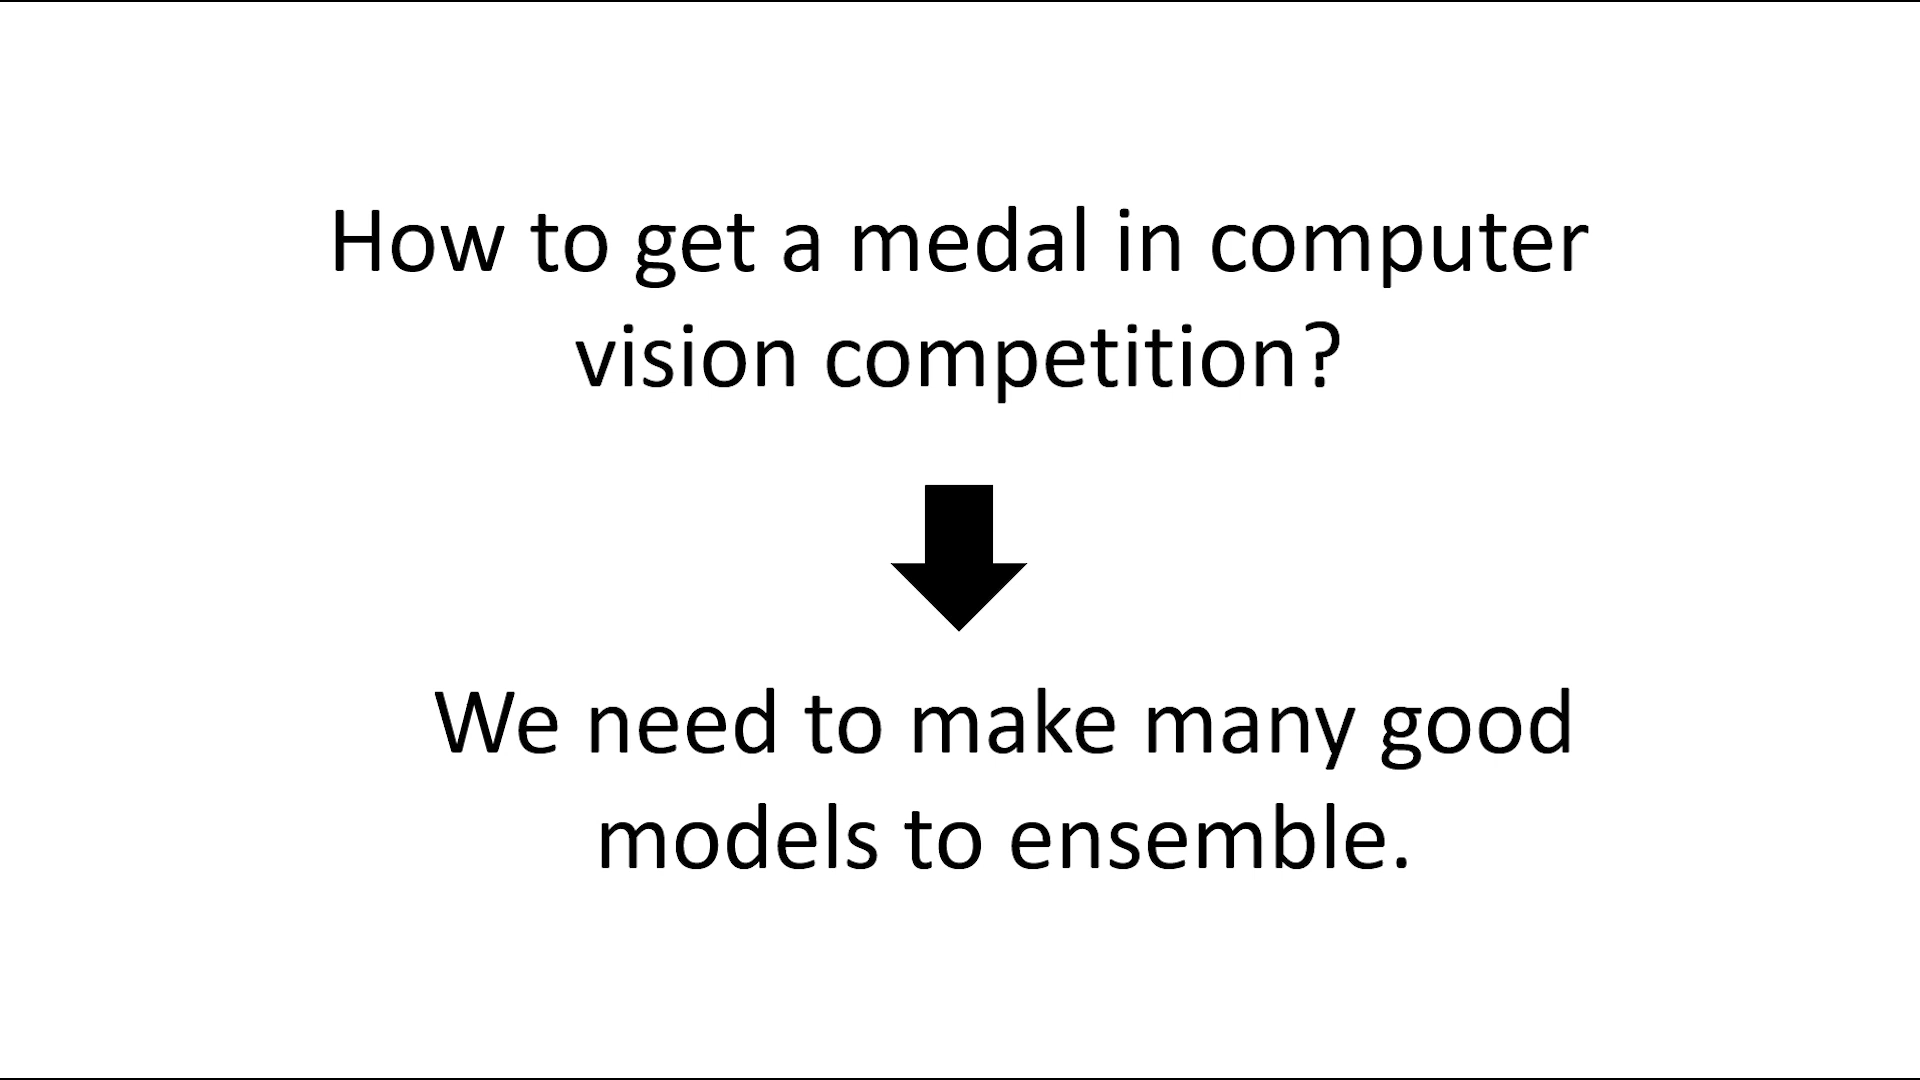 How to get a medal in computer
vision competition?
We need to make many good
models to ensemble.